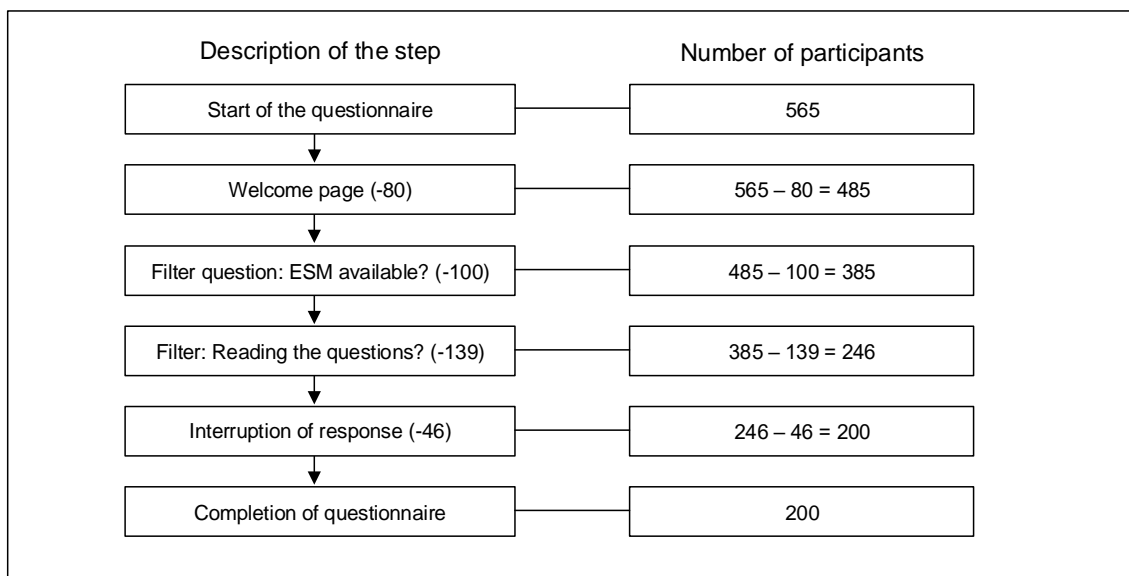 Description of the step
Number of participants
Start of the questionnaire
565
Welcome page (-80)
565 – 80 = 485
Filter question: ESM available? (-100)
485 – 100 = 385
Filter: Reading the questions? (-139)
385 – 139 = 246
Interruption of response (-46)
246 – 46 = 200
Completion of questionnaire
200